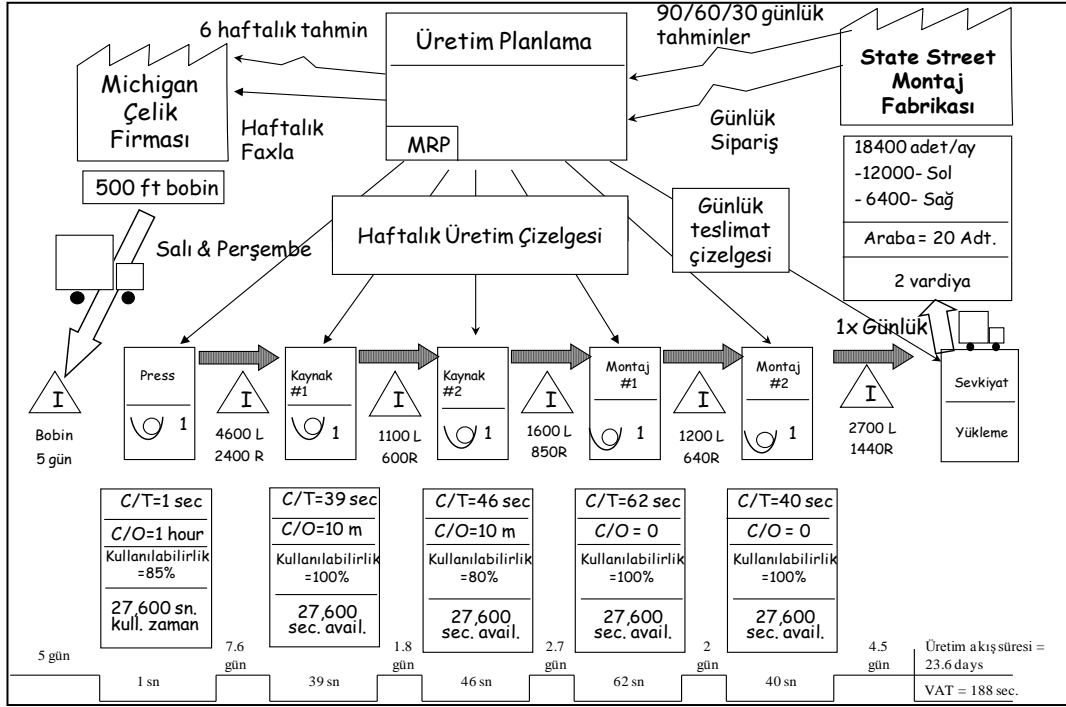 6 haftalık tahmin
Üretim Planlama
MRP
90/60/30 günlük
tahminler
State Street
Montaj
Fabrikası
Michigan
Çelik
Firması
Haftalık
Faxla
Günlük
Sipariş
500 ft bobin
Salı & Perşembe
Haftalık Üretim Çizelgesi
Günlük
teslimat
çizelgesi
18400 adet/ay
-12000- Sol
- 6400- Sağ
Araba = 20 Adt.
2 vardiya
1x Günlük
I
Bobin
5 gün
Press
1
I
4600 L
2400 R
Kaynak
#1
1
I
1100 L
600R
Kaynak
#2
1
I
1600 L
850R
Montaj
#1
1
I
1200 L
640R
Montaj
#2
1
I
2700 L
1440R
Sevkiyat
Yükleme
C/T=1 sec
C/O=1 hour
Kullanılabilirlik
=85%
27,600 sn.
kull. zaman
C/T=39 sec
C/O=10 m
Kullanılabilirlik
=100%
27,600
sec. avail.
C/T=46 sec
C/O=10 m
Kullanılabilirlik
=80%
27,600
sec. avail.
C/T=62 sec
C/O = 0
Kullanılabilirlik
=100%
27,600
sec. avail.
C/T=40 sec
C/O = 0
Kullanılabilirlik
=100%
27,600
sec. avail.
5 gün
1 sn
7.6
gün
39 sn
1.8
gün
46 sn
2.7
gün
62 sn
2
gün
40 sn
4.5
gün
Üretim akış süresi =
23.6 days
VAT = 188 sec.